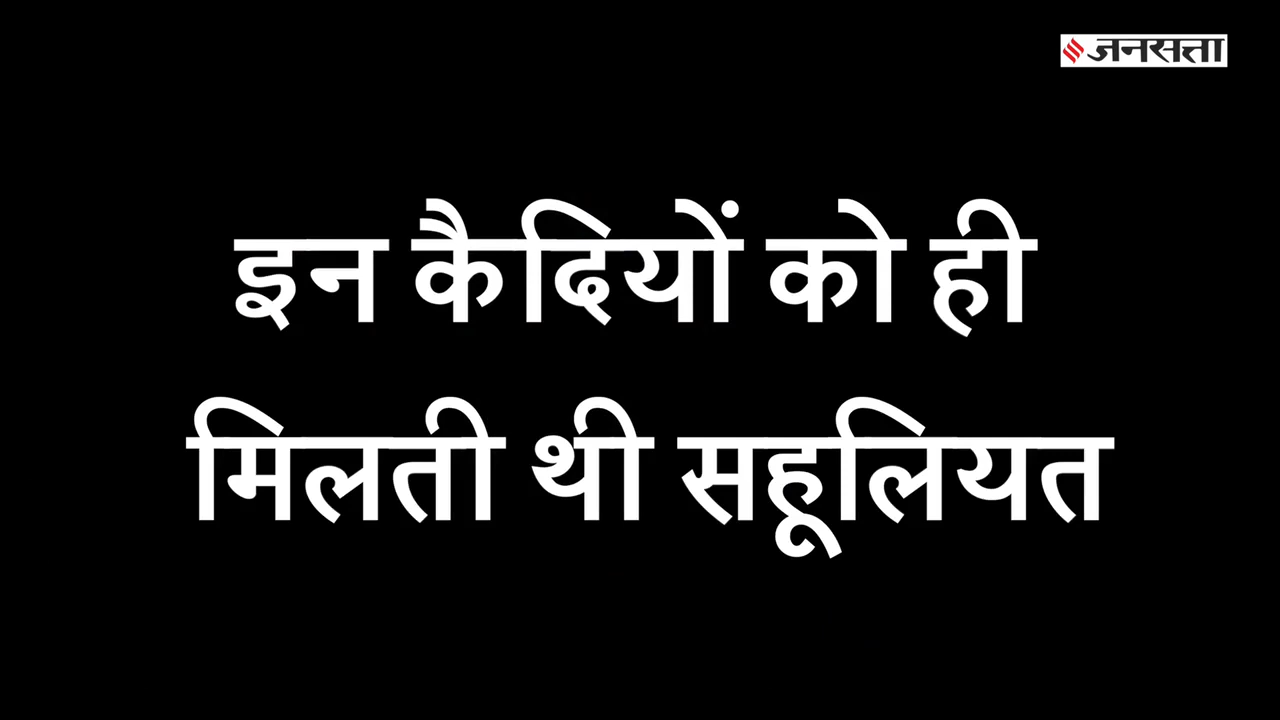 जनसत्ता
इन कैदियों को ही
मिलती थी सहूलियत